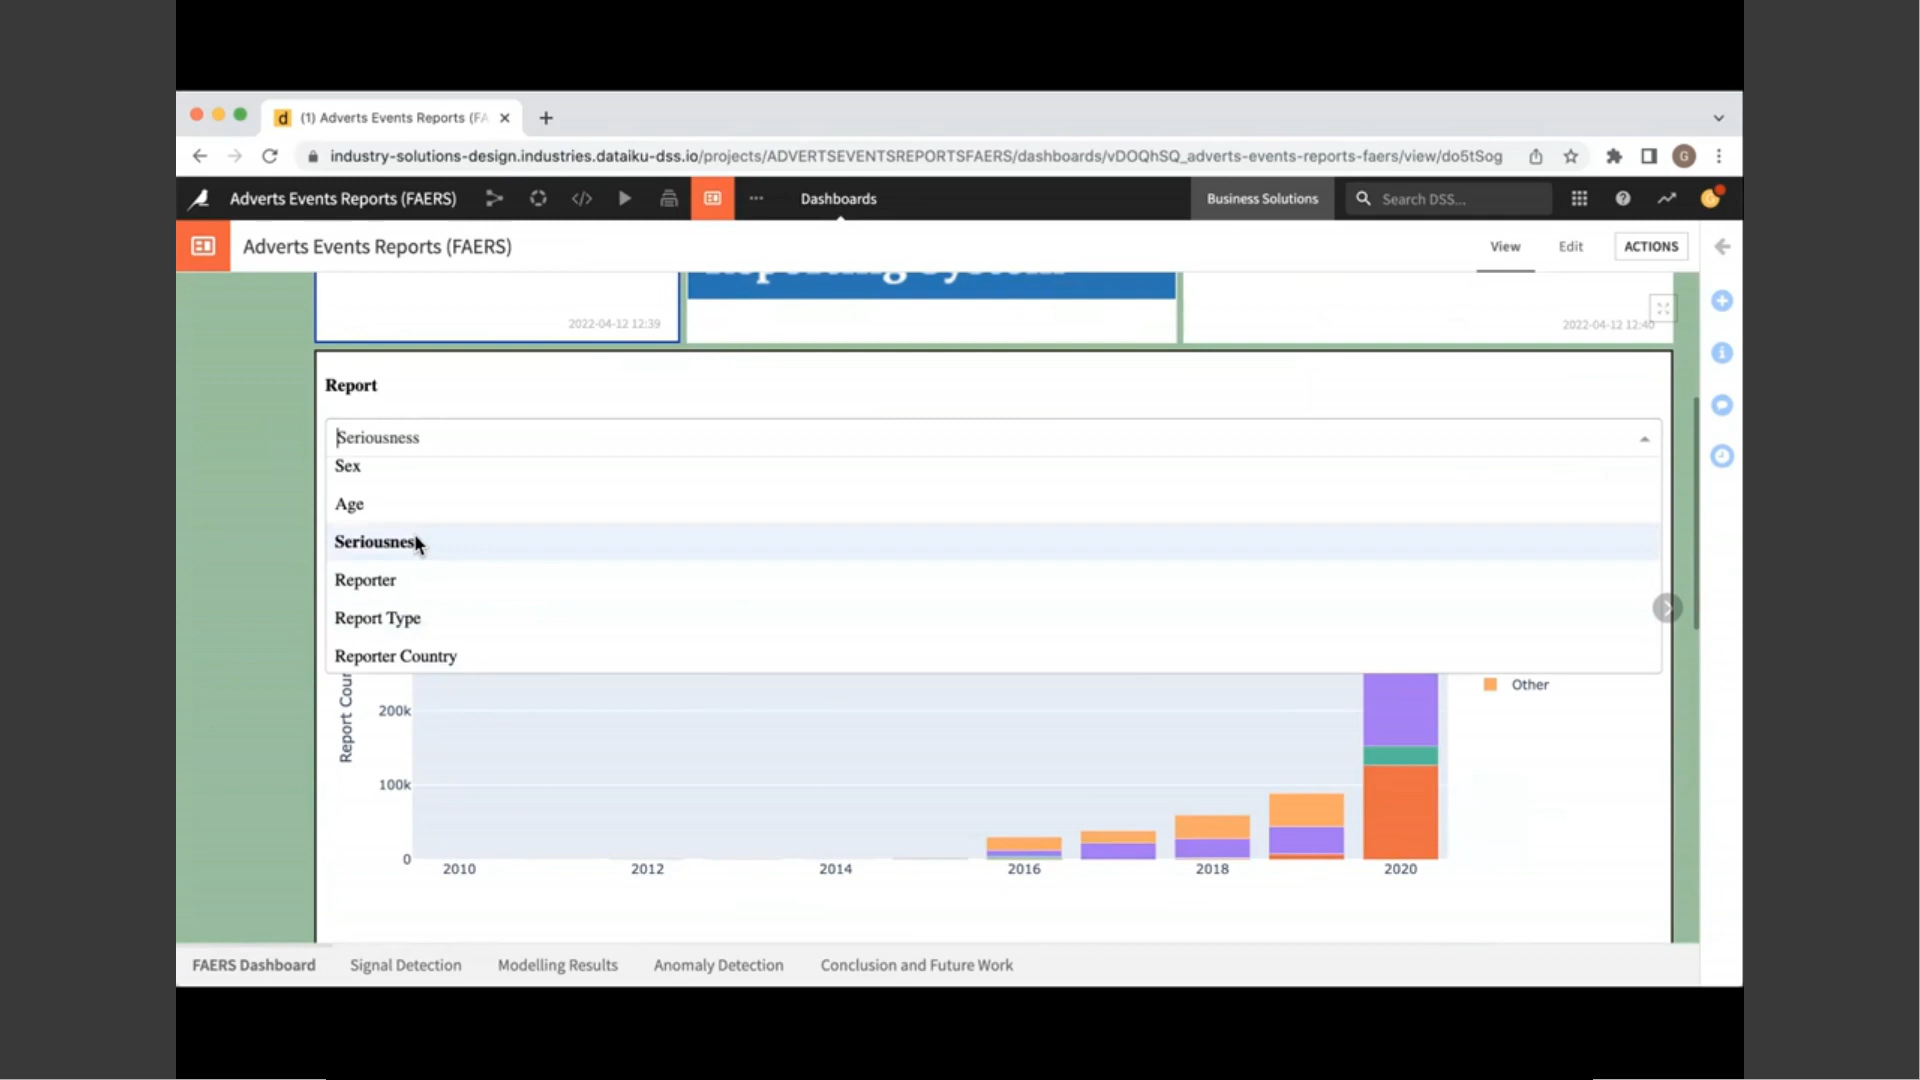 (1) Adverts Events Reports (FA
industry-solutions-design.industries.dataiku-dss.io/projects/ADVERTSEVENTSREPORTSFAERS/dashboards/vDOQhSQ_adverts-events-reports-faers/view/do5tSog
G
Adverts Events Reports (FAERS)
Dashboards
Business Solutions
Search DSS...
Adverts Events Reports (FAERS)
View
Edit
ACTIONS
Reporting System
2022-04-12 12:39
2022-04-12 12:40
Report
Seriousness
Sex
Age
Seriousness
Reporter
Report Type
Reporter Country
Report Cour
Other
200k
100k
0
2010
2012
2014
2016
2018
2020
FAERS Dashboard
Signal Detection
Modelling Results
Anomaly Detection
Conclusion and Future Work